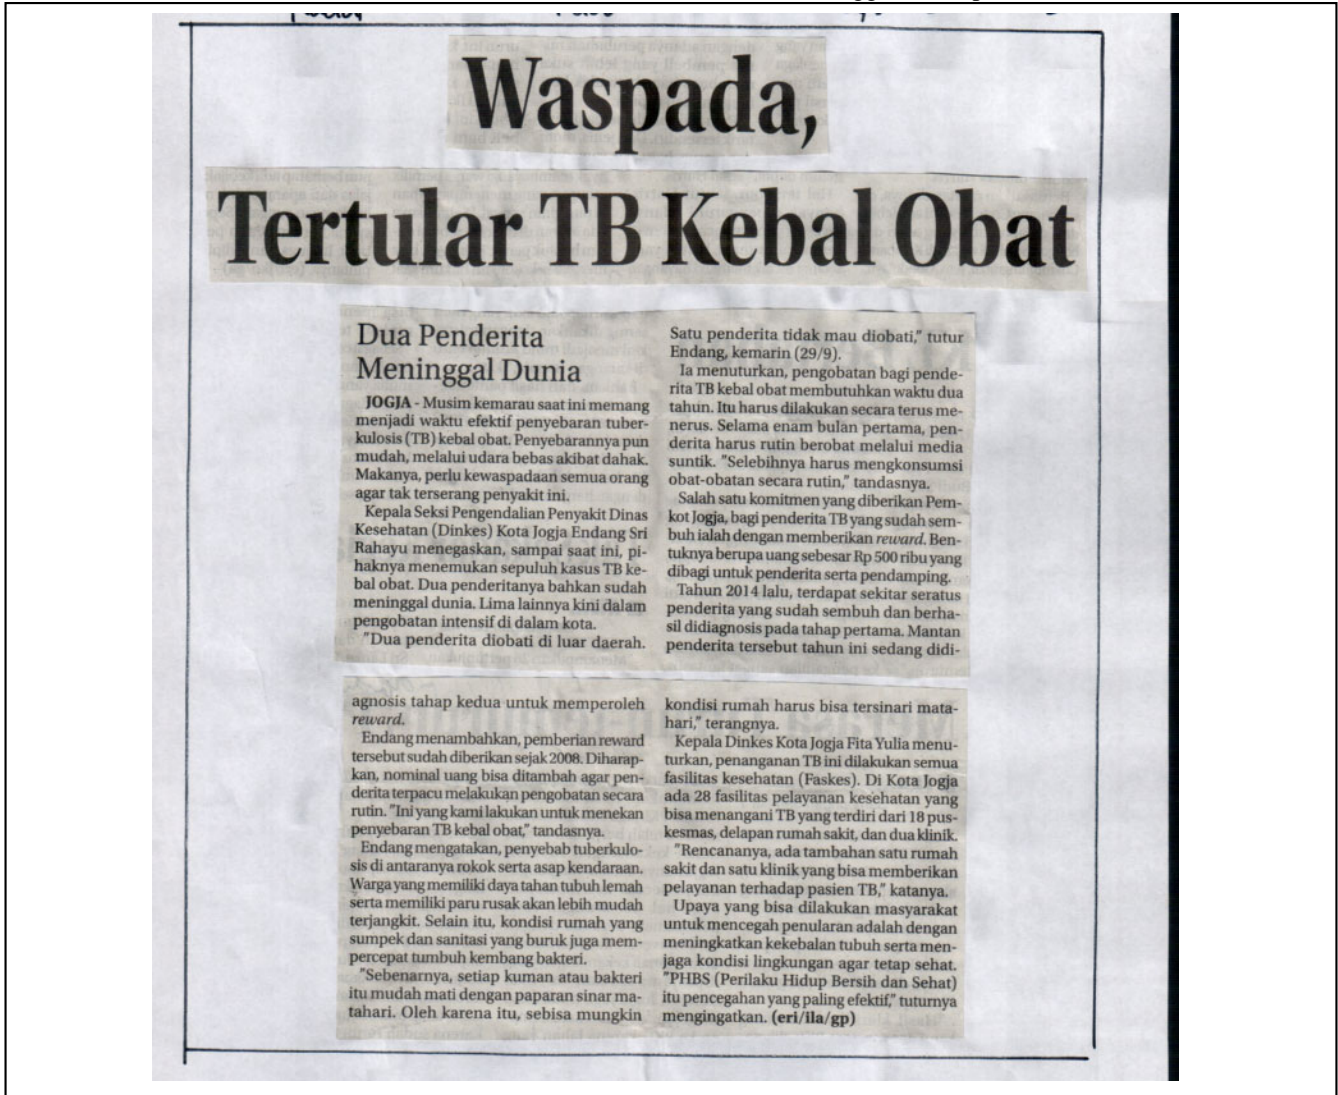 Waspada,
Tertular TB Kebal Obat
Dua Penderita
Meninggal Dunia
JOGJA - Musim kemarau saat ini memang
menjadi waktu efektif penyebaran tuber-
kulosis (TB) kebal obat. Penyebarannya pun
mudah, melalui udara bebas akibat dahak.
Makanya, perlu kewaspadaan semua orang
agar tak terserang penyakit ini.
Kepala Seksi Pengendalian Penyakit Dinas
Kesehatan (Dinkes) Kota Jogja Endang Sri
Rahayu menegaskan, sampai saat ini, pi-
haknya menemukan sepuluh kasus TB ke-
bal obat. Dua penderitanya bahkan sudah
meninggal dunia. Lima lainnya kini dalam
pengobatan intensif di dalam kota.
"Dua penderita diobati di luar daerah.
Satu penderita tidak mau diobati," tutur
Endang, kemarin (29/9).
Ia menuturkan, pengobatan bagi pende-
rita TB kebal obat membutuhkan waktu dua
tahun. Itu harus dilakukan secara terus me-
nerus. Selama enam bulan pertama, pen-
derita harus rutin berobat melalui media
suntik. "Selebihnya harus mengkonsumsi
obat-obatan secara rutin," tandasnya.
Salah satu komitmen yang diberikan Pem-
kot Jogja, bagi penderita TB yang sudah sem-
buh ialah dengan memberikan reward. Ben-
tuknya berupa uang sebesar Rp 500 ribu yang
dibagi untuk penderita serta pendamping.
Tahun 2014 lalu, terdapat sekitar seratus
penderita yang sudah sembuh dan berha-
sil didiagnosis pada tahap pertama. Mantan
penderita tersebut tahun ini sedang didi-
agnosis tahap kedua untuk memperoleh
reward.
Endang menambahkan, pemberian reward
tersebut sudah diberikan sejak 2008. Diharap-
kan, nominal uang bisa ditambah agar pen-
derita terpacu melakukan pengobatan secara
rutin. "Ini yang kami lakukan untuk menekan
penyebaran TB kebal obat," tandasnya.
Endang mengatakan, penyebab tuberkulo-
sis di antaranya rokok serta asap kendaraan.
Warga yang memiliki daya tahan tubuh lemah
serta memiliki paru rusak akan lebih mudah
terjangkit. Selain itu, kondisi rumah yang
sumpek dan sanitasi yang buruk juga mem-
percepat tumbuh kembang bakteri.
"Sebenarnya, setiap kuman atau bakteri
itu mudah mati dengan paparan sinar ma-
tahari. Oleh karena itu, sebisa mungkin
kondisi rumah harus bisa tersinari mata-
hari," terangnya.
Kepala Dinkes Kota Jogja Fita Yulia menu-
turkan, penanganan TB ini dilakukan semua
fasilitas kesehatan (Faskes). Di Kota Jogja
ada 28 fasilitas pelayanan kesehatan yang
bisa menangani TB yang terdiri dari 18 pus-
kesmas, delapan rumah sakit, dan dua klinik.
"Rencananya, ada tambahan satu rumah
sakit dan satu klinik yang bisa memberikan
pelayanan terhadap pasien TB," katanya.
Upaya yang bisa dilakukan masyarakat
untuk mencegah penularan adalah dengan
meningkatkan kekebalan tubuh serta men-
jaga kondisi lingkungan agar tetap sehat.
"PHBS (Perilaku Hidup Bersih dan Sehat)
itu pencegahan yang paling efektif," tuturnya
mengingatkan. (eri/ila/gp)